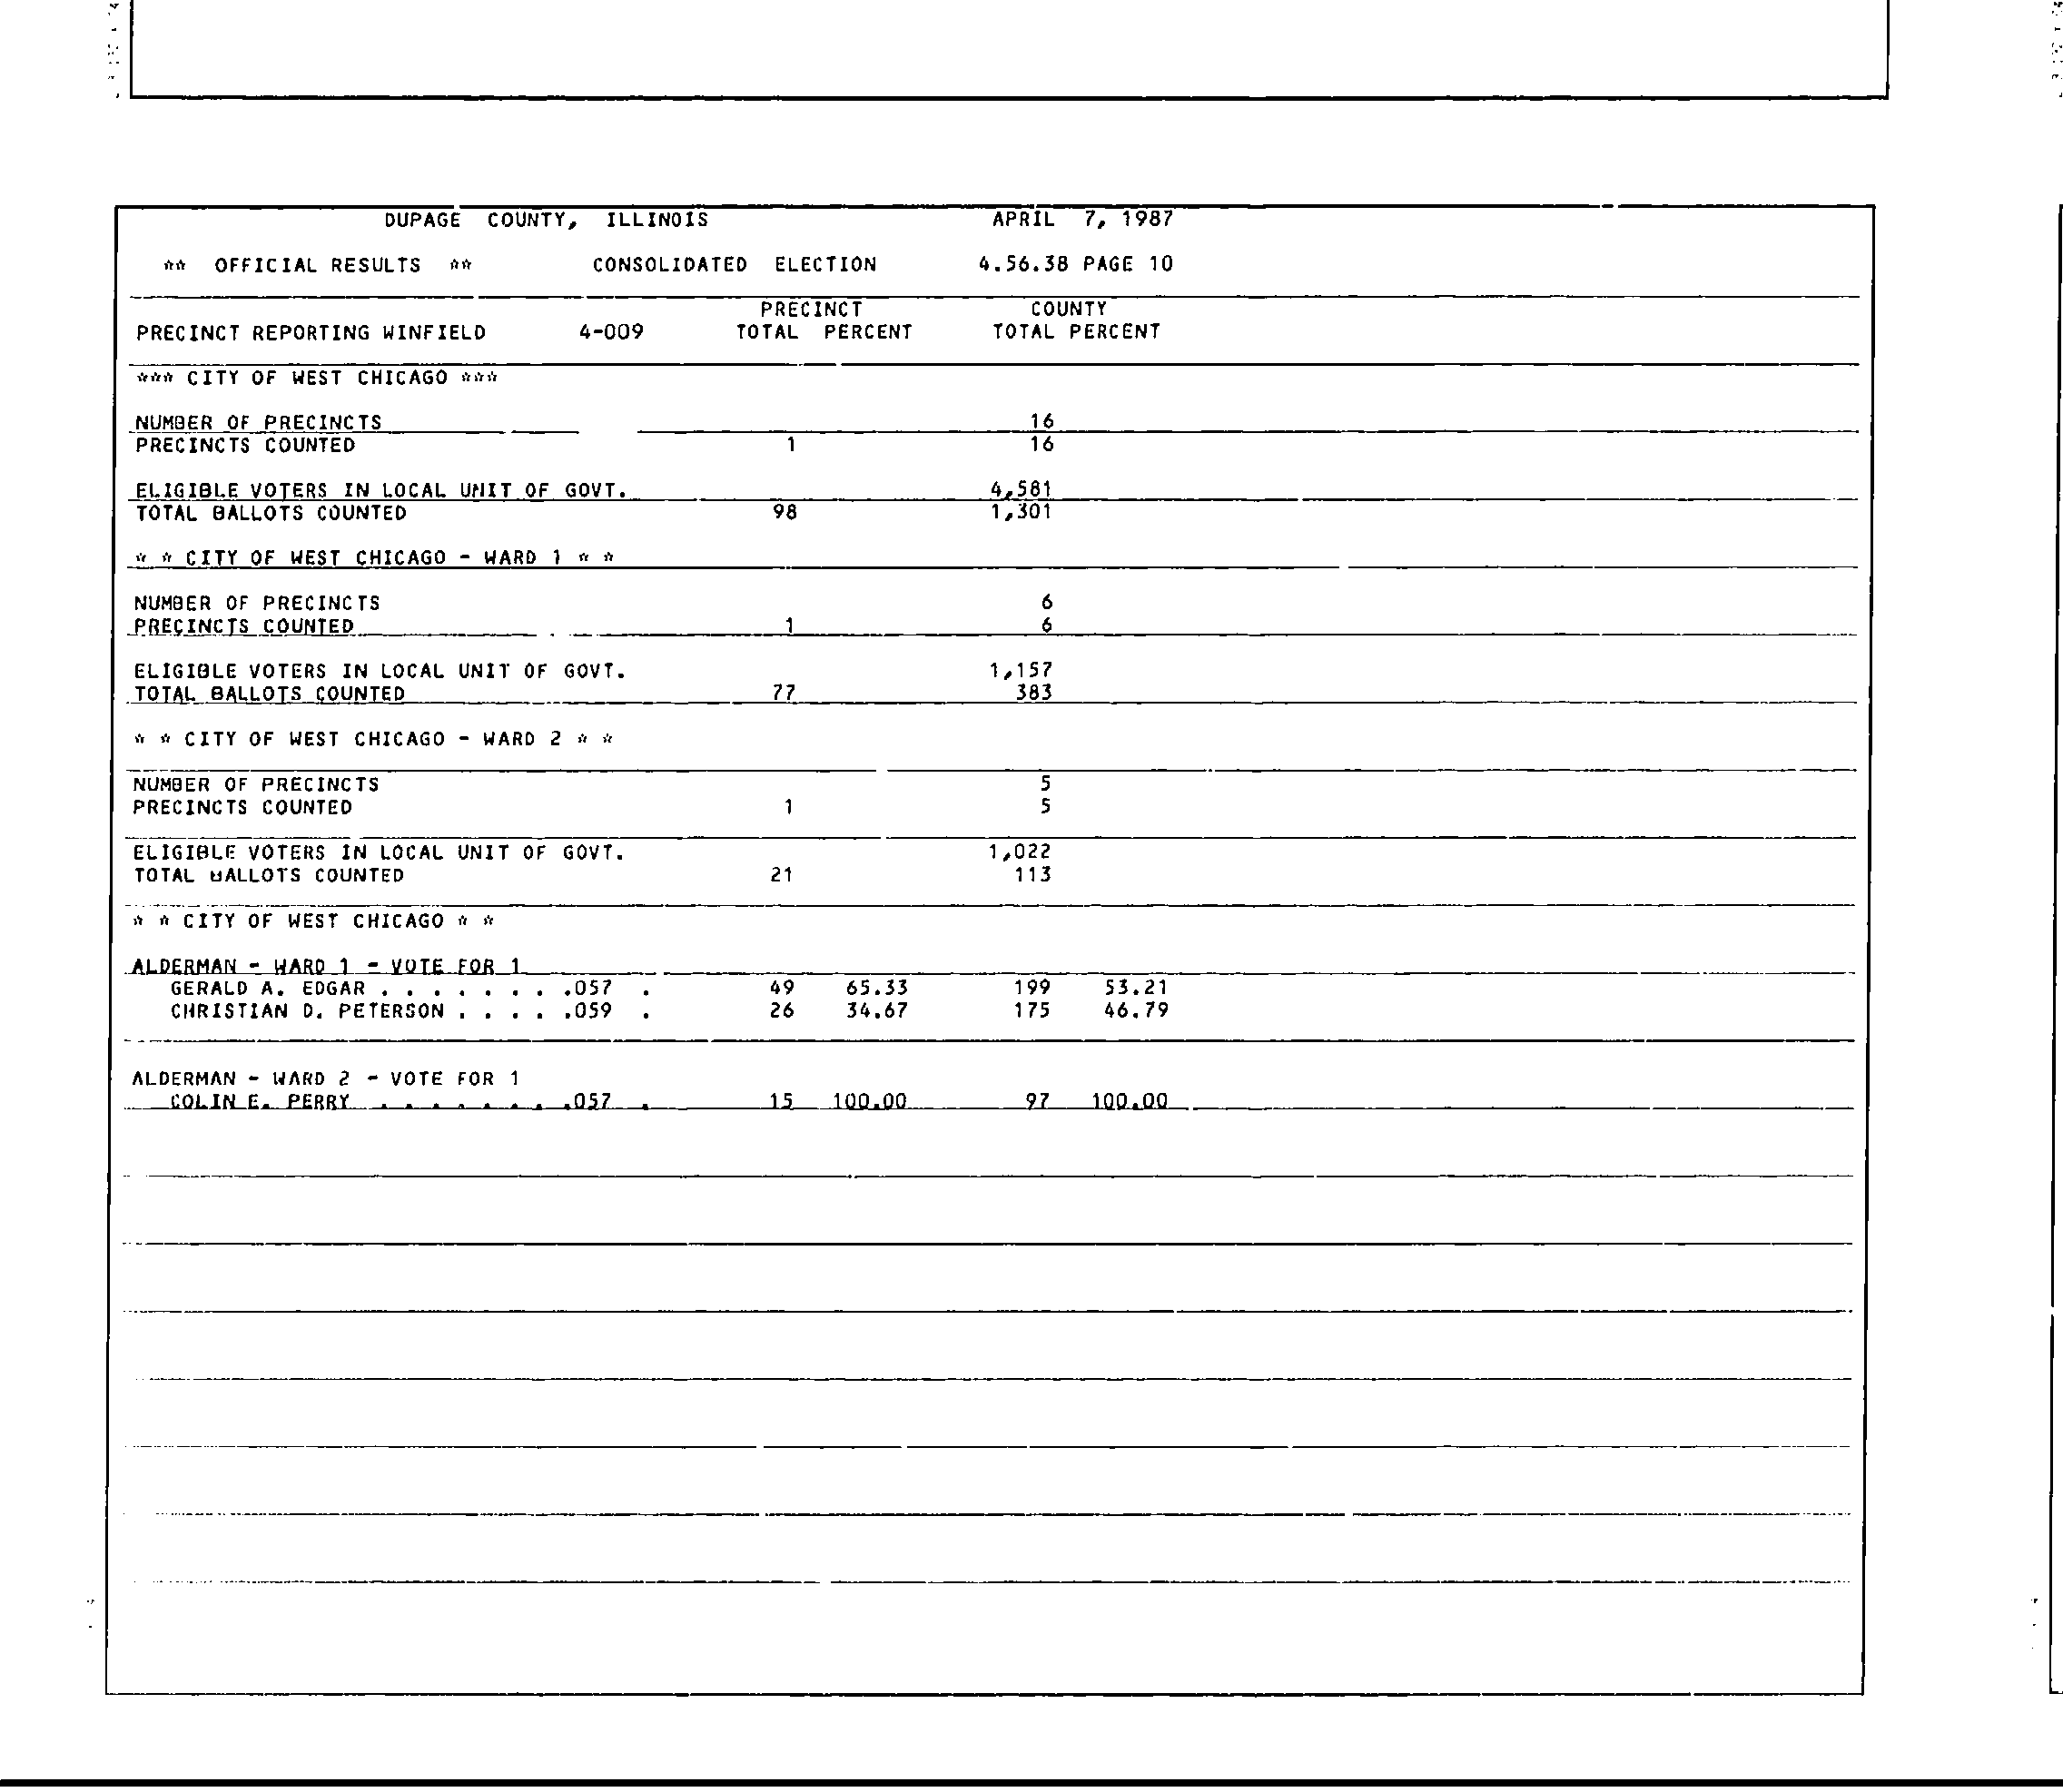 DUPAGE COUNTY, ILLINOIS APRIL 7, 1987
** OFFICIAL RESULTS ** CONSOLIDATED ELECTION 4.56.38 PAGE 10
PRECINCT COUNTY
PRECINCT REPORTING WINFIELD 4-009 TOTAL PERCENT TOTAL PERCENT
*** CITY OF WEST CHICAGO ***
NUMBER OF PRECINCTS 16
PRECINCTS COUNTED 1 16
ELIGIBLE VOTERS IN LOCAL UNIT OF GOVT. 4,581
TOTAL BALLOTS COUNTED 98 1,301
* * CITY OF WEST CHICAGO - WARD 1 * *
NUMBER OF PRECINCTS 6
PRECINCTS COUNTED 1 6
ELIGIBLE VOTERS IN LOCAL UNIT OF GOVT. 1,157
TOTAL BALLOTS COUNTED 77 383
* * CITY OF WEST CHICAGO - WARD 2 * *
NUMBER OF PRECINCTS 5
PRECINCTS COUNTED 1 5
ELIGIBLE VOTERS IN LOCAL UNIT OF GOVT. 1,022
TOTAL BALLOTS COUNTED 21 113
* * CITY OF WEST CHICAGO * *
ALDERMAN - WARD 1 - VOTE FOR 1
GERALD A. EDGAR . . . . . . . .057 . 49 65.33 199 53.21
CHRISTIAN D. PETERSON . . . . .059 . 26 34.67 175 46.79
ALDERMAN - WARD 2 - VOTE FOR 1
COLIN E. PERRY . . . . . . . .057 . 15 100.00 97 100.00